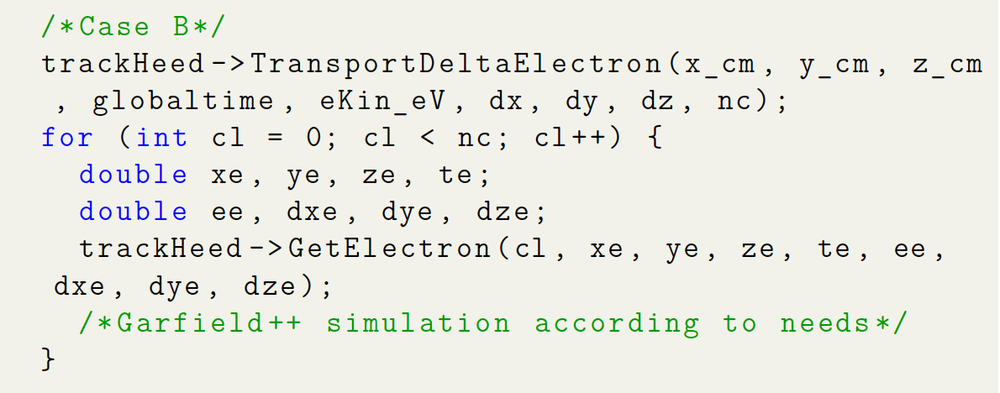 /*Case B*/
trackHeed->TransportDeltaElectron(x_cm, y_cm, z_cm
, globaltime, eKin_eV, dx, dy, dz, nc);
for (int cl = 0; cl < nc; cl++) {
double xe, ye, ze, te;
double ee, dxe, dye, dze;
trackHeed->GetElectron(cl, xe, ye, ze, te, ee,
dxe, dye, dze);
/*Garfield++ simulation according to needs*/
}